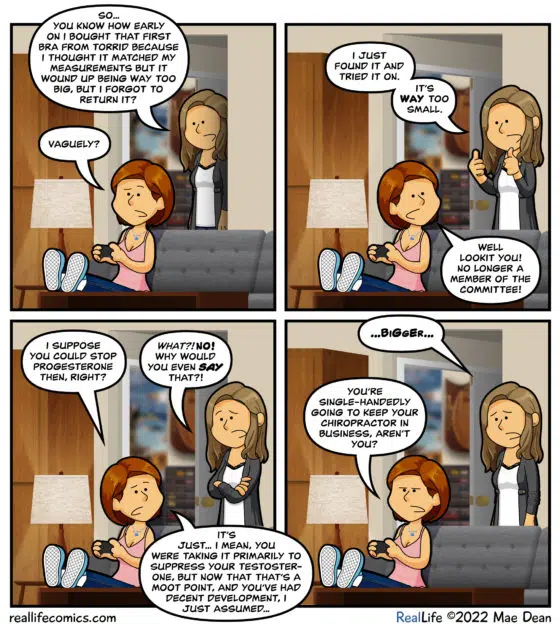 SO...
YOU KNOW HOW EARLY
ON I BOUGHT THAT FIRST
BRA FROM TORRID BECAUSE
I THOUGHT IT MATCHED MY
MEASUREMENTS BUT IT
WOUND UP BEING WAY TOO
BIG, BUT I FORGOT TO
RETURN IT?
VAGUELY?
I JUST
FOUND IT AND
TRIED IT ON.
IT'S
WAY TOO
SMALL.
WELL
LOOKIT YOU!
NO LONGER A
MEMBER OF THE
COMMITTEE!
I SUPPOSE
YOU COULD STOP
PROGESTERONE
THEN, RIGHT?
WHAT?! NO!
WHY WOULD
YOU EVEN SAY
THAT?!
IT'S
JUST... I MEAN, YOU
WERE TAKING IT PRIMARILY TO
SUPPRESS YOUR TESTOSTER-
ONE, BUT NOW THAT THAT'S A
MOOT POINT, AND YOU'VE HAD
DECENT DEVELOPMENT, I
JUST ASSUMED...
...BIGGER...
YOU'RE
SINGLE-HANDEDLY
GOING TO KEEP YOUR
CHIROPRACTOR IN
BUSINESS, AREN'T
YOU?
reallifecomics.com
RealLife ©2022 Mae Dean